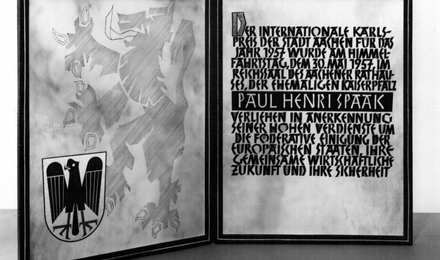 DER INTERNATIONALE KARLS-
PREIS DER STADT AACHEN FÜR DAS
JAHR 1957 WURDE AM HIMMEL-
FAHRTSTAG, DEM 30. MAI 1957, IM
REICHSSAAL DES AACHENER RATHAU-
SES, DER EHEMALIGEN KAISERPFALZ
PAUL HENRI SPAAK
VERLIEHEN IN ANERKENNUNG
SEINER HOHEN VERDIENSTE UM
DIE FÖDERATIVE EINIGUNG DER
EUROPÄISCHEN STAATEN, IHRE
GEMEINSAME WIRTSCHAFTLICHE
ZUKUNFT UND IHRE SICHERHEIT